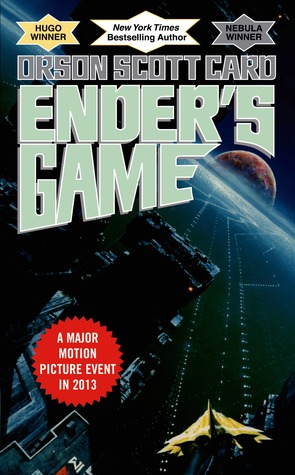 HUGO
WINNER
New York Times
Bestselling Author
NEBULA
WINNER
ORSON SCOTT CARD
ENDER'S
GAME
A MAJOR
MOTION
PICTURE EVENT
IN 2013